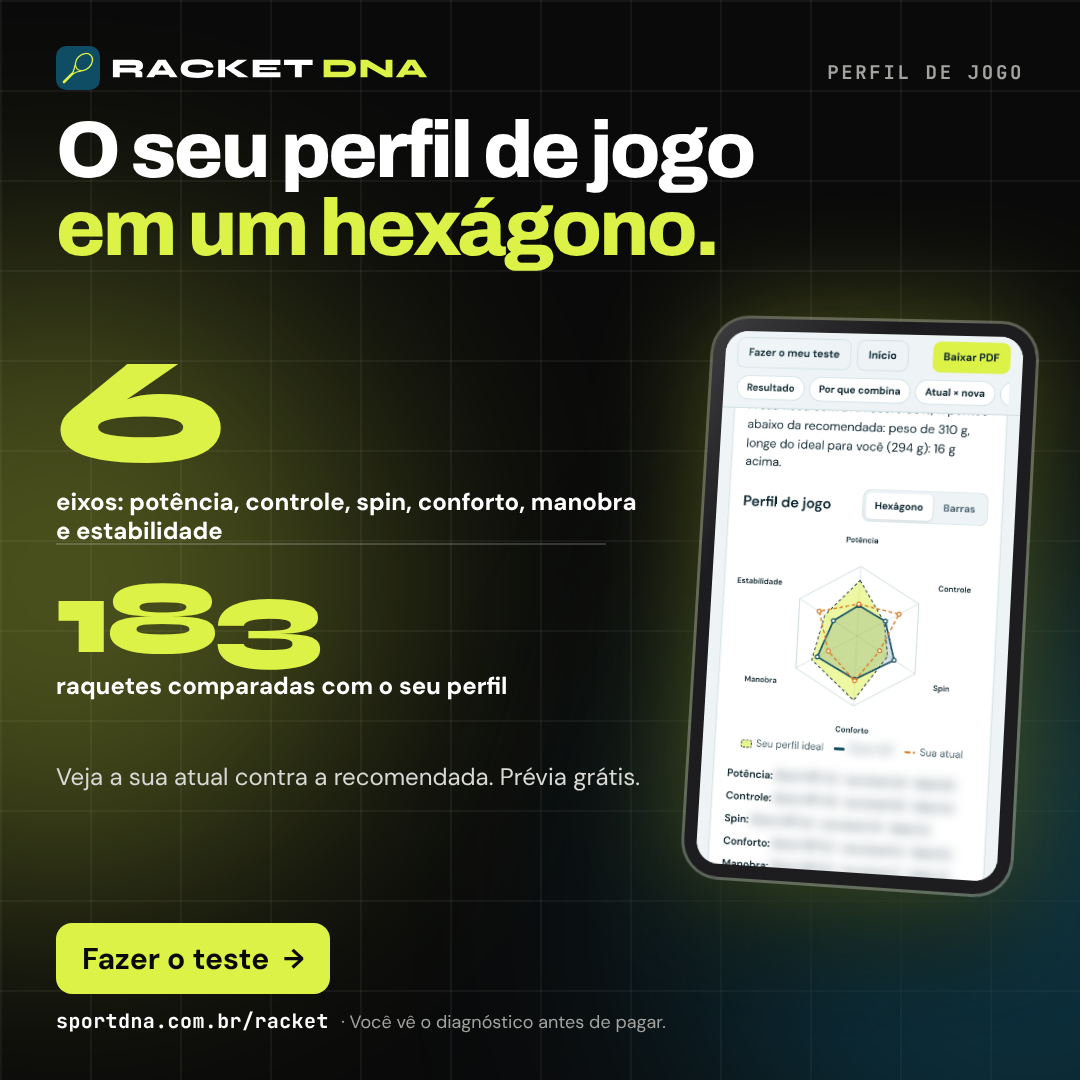 RACKET DNA
PERFIL DE JOGO
O seu perfil de jogo
em um hexágono.
6
eixos: potência, controle, spin, conforto, manobra
e estabilidade
183
raquetes comparadas com o seu perfil
Veja a sua atual contra a recomendada. Prévia grátis.
Fazer o teste →
sportdna.com.br/racket · Você vê o diagnóstico antes de pagar.
Fazer o meu teste
Início
Baixar PDF
Resultado
Por que combina
Atual × nova
abaixo da recomendada: peso de 310 g,
longe do ideal para você (294 g): 16 g
acima.
Perfil de jogo
Hexágono
Barras
Potência
Estabilidade
Controle
Manobra
Spin
Conforto
Seu perfil ideal
Sua atual
Potência:
Controle:
Spin:
Conforto:
Manobra: